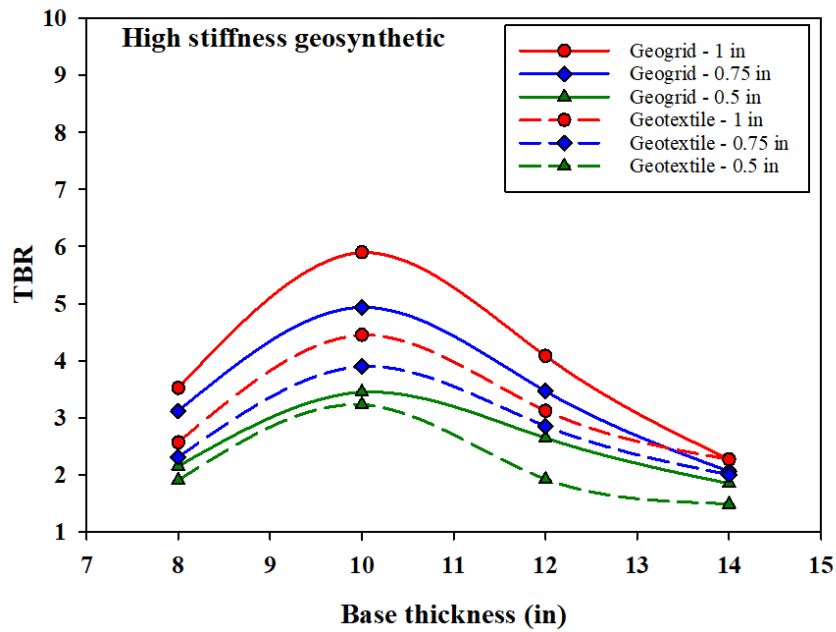 High stiffness geosynthetic
Geogrid - 1 in
Geogrid - 0.75 in
Geogrid - 0.5 in
Geotextile - 1 in
Geotextile - 0.75 in
Geotextile - 0.5 in
TBR
10
9
8
7
6
5
4
3
2
1
7 8 9 10 11 12 13 14 15
Base thickness (in)